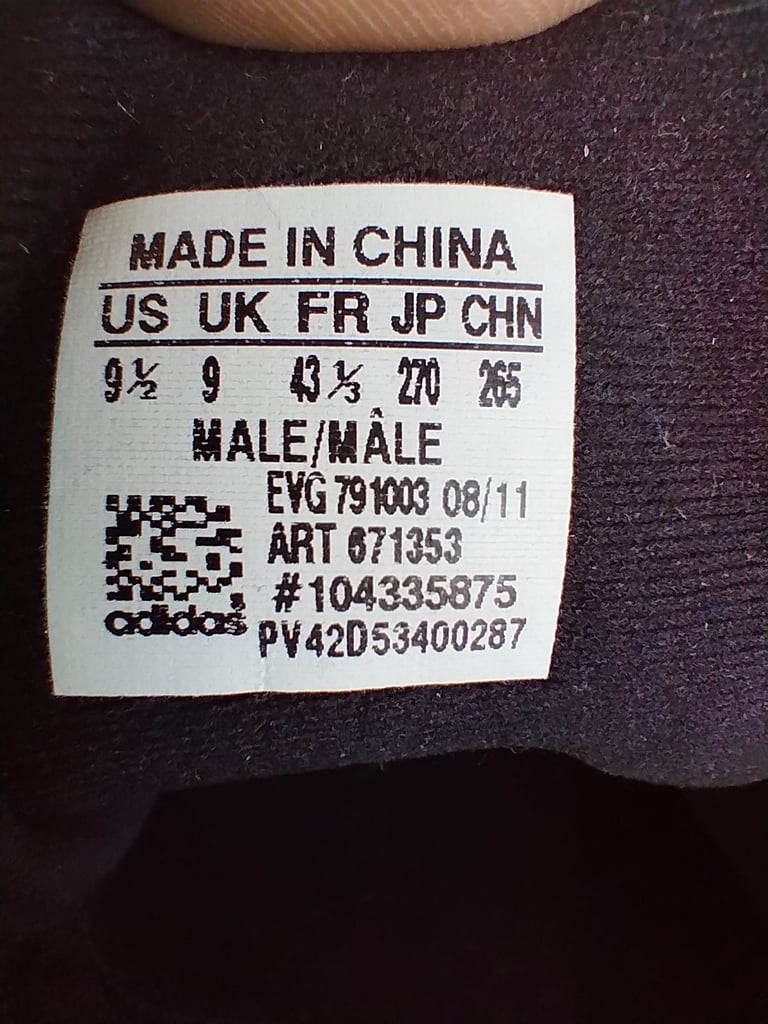 MADE IN CHINA
US UK FR JP CHN
9½ 9 43⅓ 270 265
MALE/MÂLE
EVG 791003 08/11
ART 671353
#104335875
adidas PV42D53400287